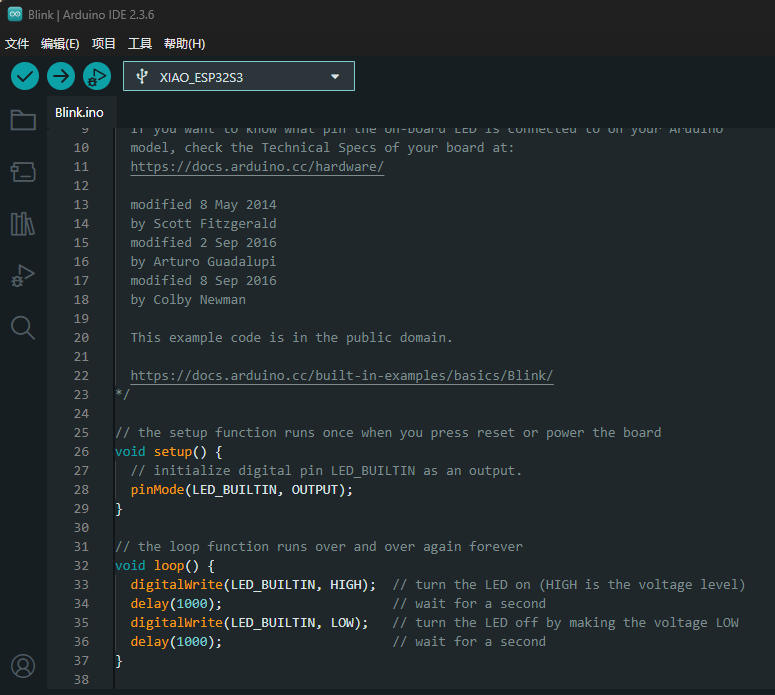 Blink | Arduino IDE 2.3.6
文件 编辑(E) 项目 工具 帮助(H)
XIAO_ESP32S3
Blink.ino
9 If you want to know what pin the on-board LED is connected to on your Arduino
10 model, check the Technical Specs of your board at:
11 https://docs.arduino.cc/hardware/
12
13 modified 8 May 2014
14 by Scott Fitzgerald
15 modified 2 Sep 2016
16 by Arturo Guadalupi
17 modified 8 Sep 2016
18 by Colby Newman
19
20 This example code is in the public domain.
21
22 https://docs.arduino.cc/built-in-examples/basics/Blink/
23 */
24
25 // the setup function runs once when you press reset or power the board
26 void setup() {
27 // initialize digital pin LED_BUILTIN as an output.
28 pinMode(LED_BUILTIN, OUTPUT);
29 }
30
31 // the loop function runs over and over again forever
32 void loop() {
33 digitalWrite(LED_BUILTIN, HIGH); // turn the LED on (HIGH is the voltage level)
34 delay(1000); // wait for a second
35 digitalWrite(LED_BUILTIN, LOW); // turn the LED off by making the voltage LOW
36 delay(1000); // wait for a second
37 }
38